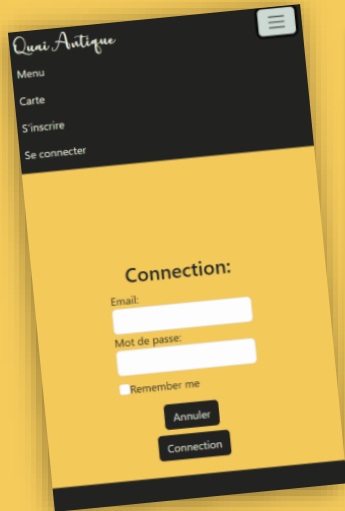 Quai Antique
Menu
Carte
S'inscrire
Se connecter
Connection:
Email:
Mot de passe:
Remember me
Annuler
Connection